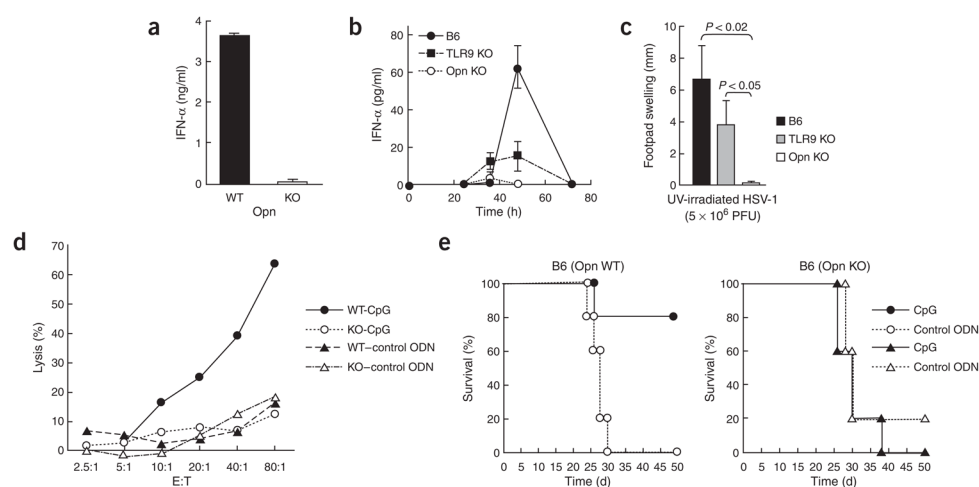 a
IFN-α (ng/ml)
4
3
2
1
0
WT
KO
Opn
b
IFN-α (pg/ml)
80
60
40
20
0
0
20
40
60
80
Time (h)
B6
TLR9 KO
Opn KO
c
Footpad swelling (mm)
10
8
6
4
2
0
P < 0.02
P < 0.05
B6
TLR9 KO
Opn KO
UV-irradiated HSV-1
(5 × 10⁶ PFU)
d
Lysis (%)
70
60
50
40
30
20
10
0
2.5:1
5:1
10:1
20:1
40:1
80:1
E:T
WT-CpG
KO-CpG
WT–control ODN
KO–control ODN
e
B6 (Opn WT)
Survival (%)
100
80
60
40
20
0
0
5
10
15
20
25
30
35
40
45
50
Time (d)
B6 (Opn KO)
Survival (%)
100
80
60
40
20
0
0
5
10
15
20
25
30
35
40
45
50
Time (d)
CpG
Control ODN
CpG
Control ODN